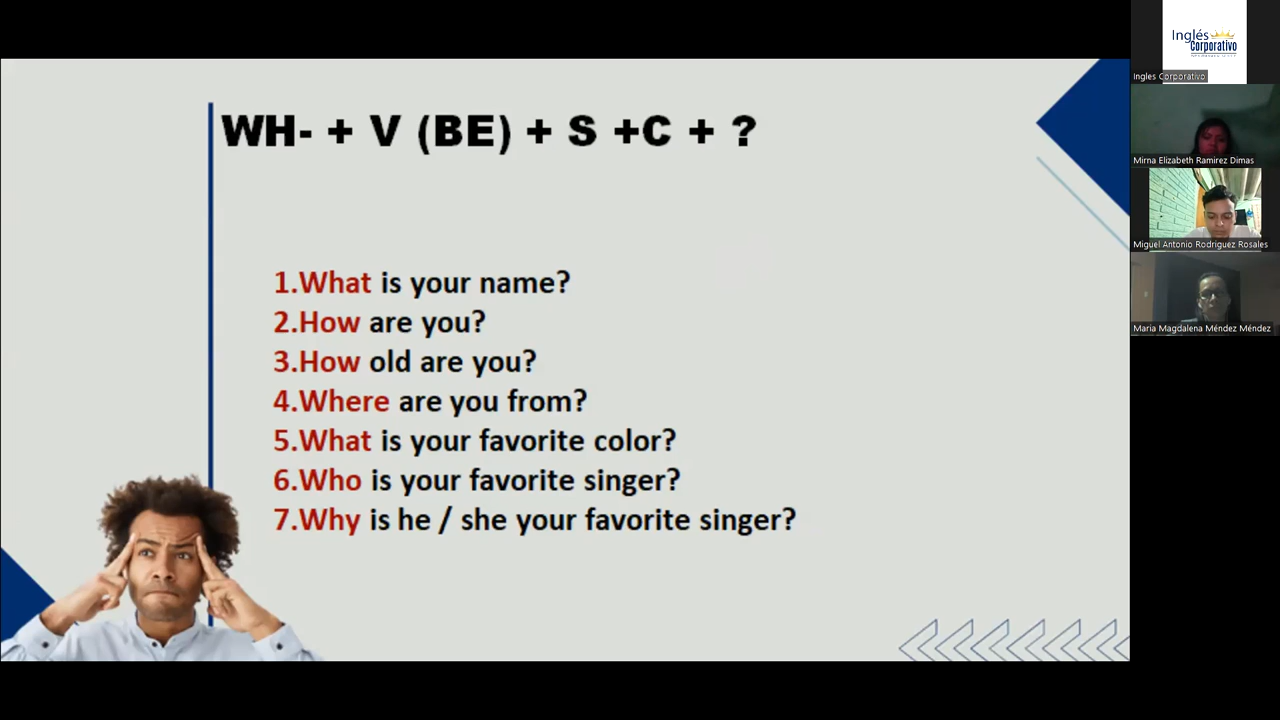 WH- + V (BE) + S +C + ?
1.What is your name?
2.How are you?
3.How old are you?
4.Where are you from?
5.What is your favorite color?
6.Who is your favorite singer?
7.Why is he / she your favorite singer?
Inglés
Corporativo
Ingles Corporativo
Mirna Elizabeth Ramirez Dimas
Miguel Antonio Rodriguez Rosales
Maria Magdalena Méndez Méndez